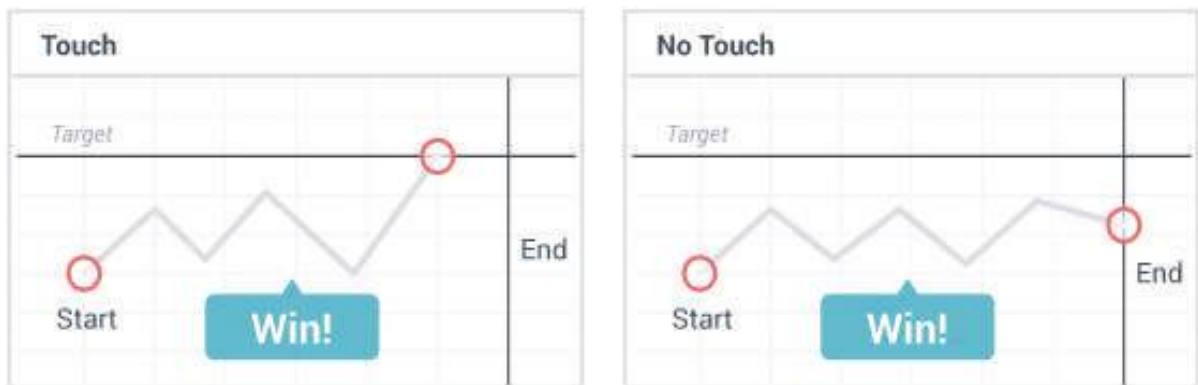 Touch
Target
End
Start
Win!
No Touch
Target
End
Start
Win!